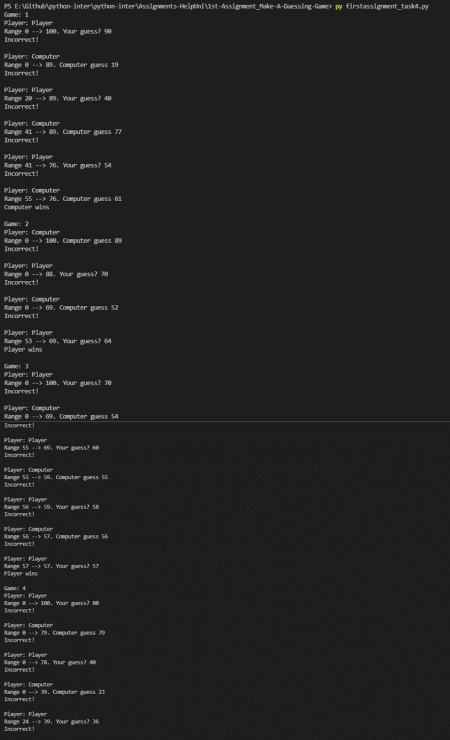 PS E:\Github\python-inter\python-inter\Assignments-HelpUni\1st-Assignment_Make-A-Guessing-Game> py firstassignment_task4.py
Game: 1
Player: Player
Range 0 --> 100. Your guess? 90
Incorrect!
Player: Computer
Range 0 --> 89. Computer guess 19
Incorrect!
Player: Player
Range 20 --> 89. Your guess? 40
Incorrect!
Player: Computer
Range 41 --> 89. Computer guess 77
Incorrect!
Player: Player
Range 41 --> 76. Your guess? 54
Incorrect!
Player: Computer
Range 55 --> 76. Computer guess 61
Computer wins
Game: 2
Player: Computer
Range 0 --> 100. Computer guess 89
Incorrect!
Player: Player
Range 0 --> 88. Your guess? 70
Incorrect!
Player: Computer
Range 0 --> 69. Computer guess 52
Incorrect!
Player: Player
Range 53 --> 69. Your guess? 64
Player wins
Game: 3
Player: Player
Range 0 --> 100. Your guess? 70
Incorrect!
Player: Computer
Range 0 --> 69. Computer guess 54
Incorrect!
Player: Player
Range 55 --> 69. Your guess? 60
Incorrect!
Player: Computer
Range 55 --> 59. Computer guess 55
Incorrect!
Player: Player
Range 56 --> 59. Your guess? 58
Incorrect!
Player: Computer
Range 56 --> 57. Computer guess 56
Incorrect!
Player: Player
Range 57 --> 57. Your guess? 57
Player wins
Game: 4
Player: Player
Range 0 --> 100. Your guess? 80
Incorrect!
Player: Computer
Range 0 --> 79. Computer guess 79
Incorrect!
Player: Player
Range 0 --> 78. Your guess? 40
Incorrect!
Player: Computer
Range 0 --> 39. Computer guess 23
Incorrect!
Player: Player
Range 24 --> 39. Your guess? 36
Incorrect!